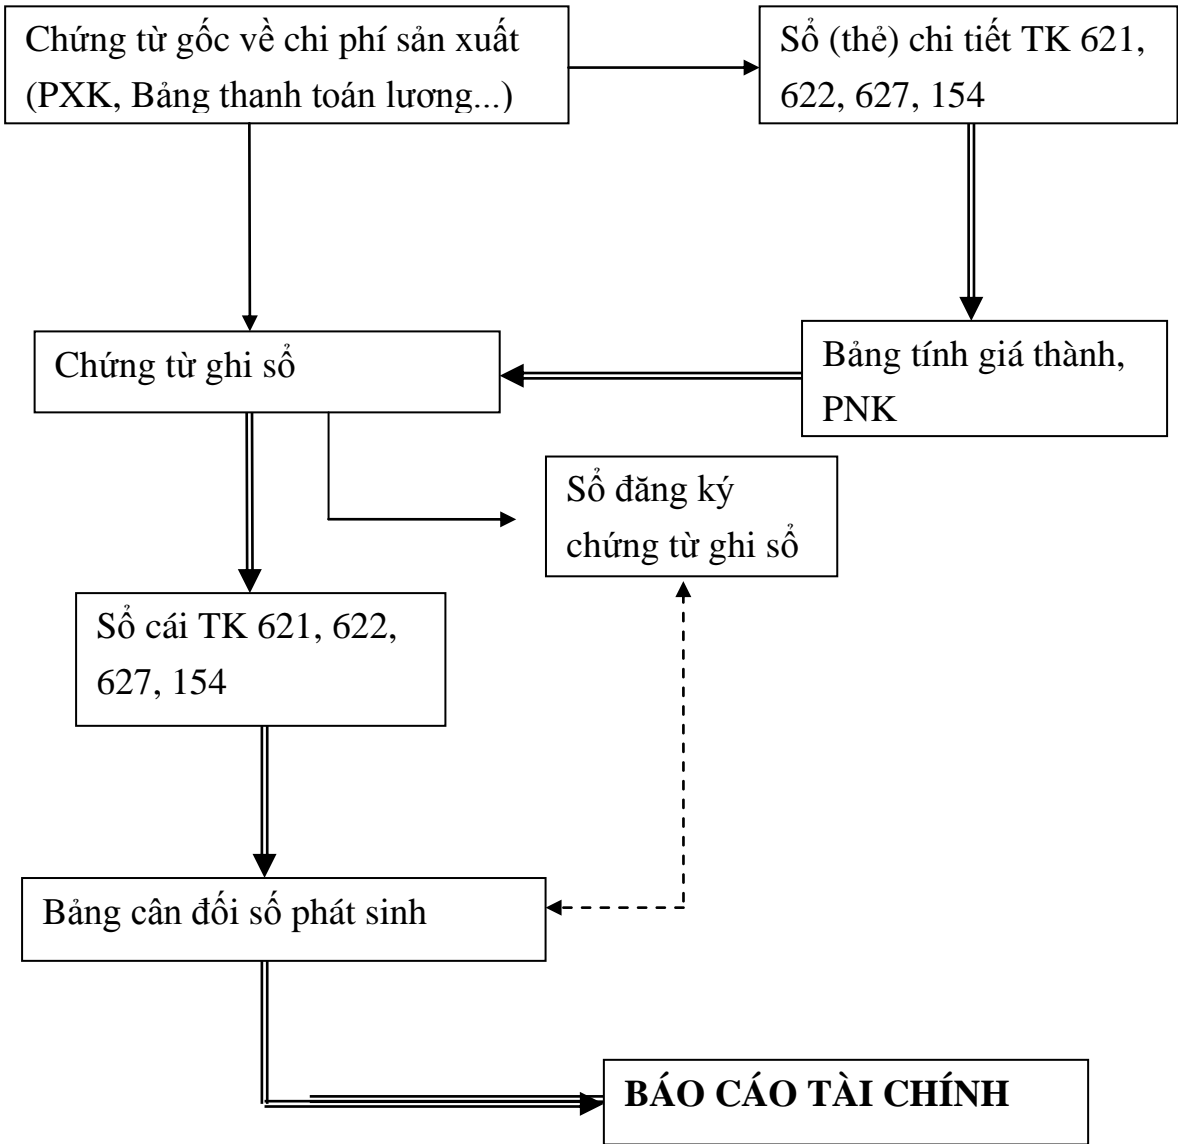 Chứng từ gốc về chi phí sản xuất
(PXK, Bảng thanh toán lương...)
Sổ (thẻ) chi tiết TK 621,
622, 627, 154
Chứng từ ghi sổ
Bảng tính giá thành,
PNK
Sổ đăng ký
chứng từ ghi sổ
Sổ cái TK 621, 622,
627, 154
Bảng cân đối số phát sinh
BÁO CÁO TÀI CHÍNH